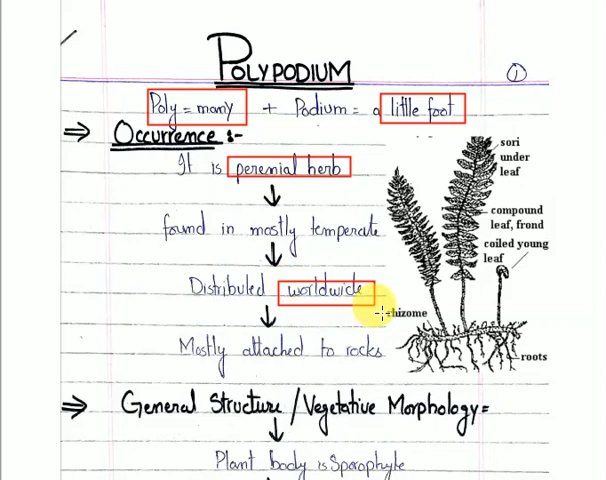 POLYPODIUM
1
Poly = many + Podium = a little foot
⇒ Occurrence :-
It is perenial herb
↓
found in mostly temperate
↓
Distributed worldwide
↓
Mostly attached to rocks
sori
under
leaf
compound
leaf, frond
coiled young
leaf
hizome
roots
⇒ General Structure / Vegetative Morphology =
↓
Plant body is Sporophyte